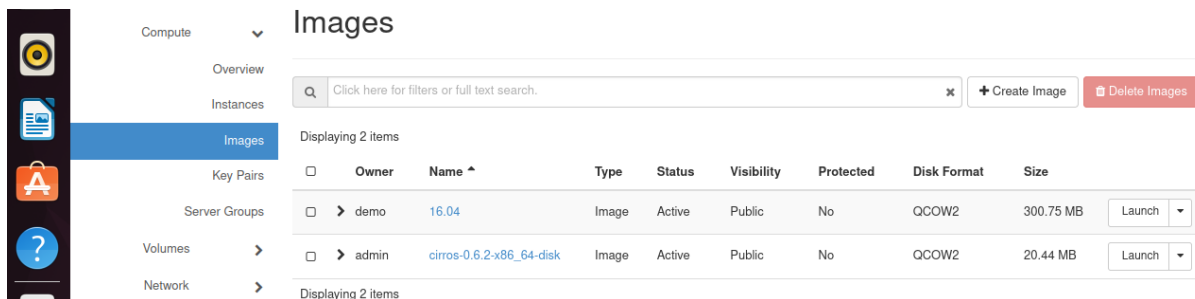 Compute
Overview
Instances
Images
Key Pairs
Server Groups
Volumes
Network
Images
Click here for filters or full text search.
Create Image
Delete Images
Displaying 2 items
Owner Name Type Status Visibility Protected Disk Format Size
demo 16.04 Image Active Public No QCOW2 300.75 MB Launch
admin cirros-0.6.2-x86_64-disk Image Active Public No QCOW2 20.44 MB Launch
Displaying 2 items